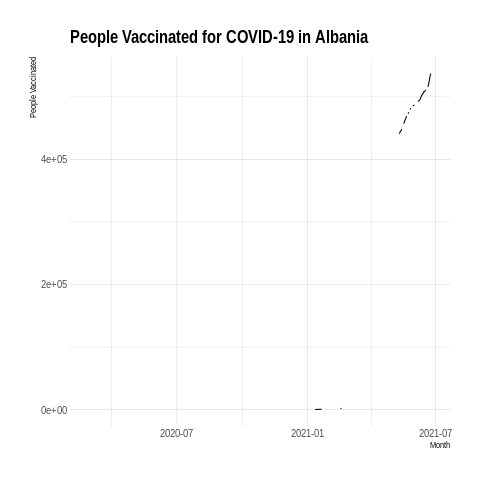 People Vaccinated for COVID-19 in Albania
People Vaccinated
4e+05
2e+05
0e+00
2020-07
2021-01
2021-07
Month